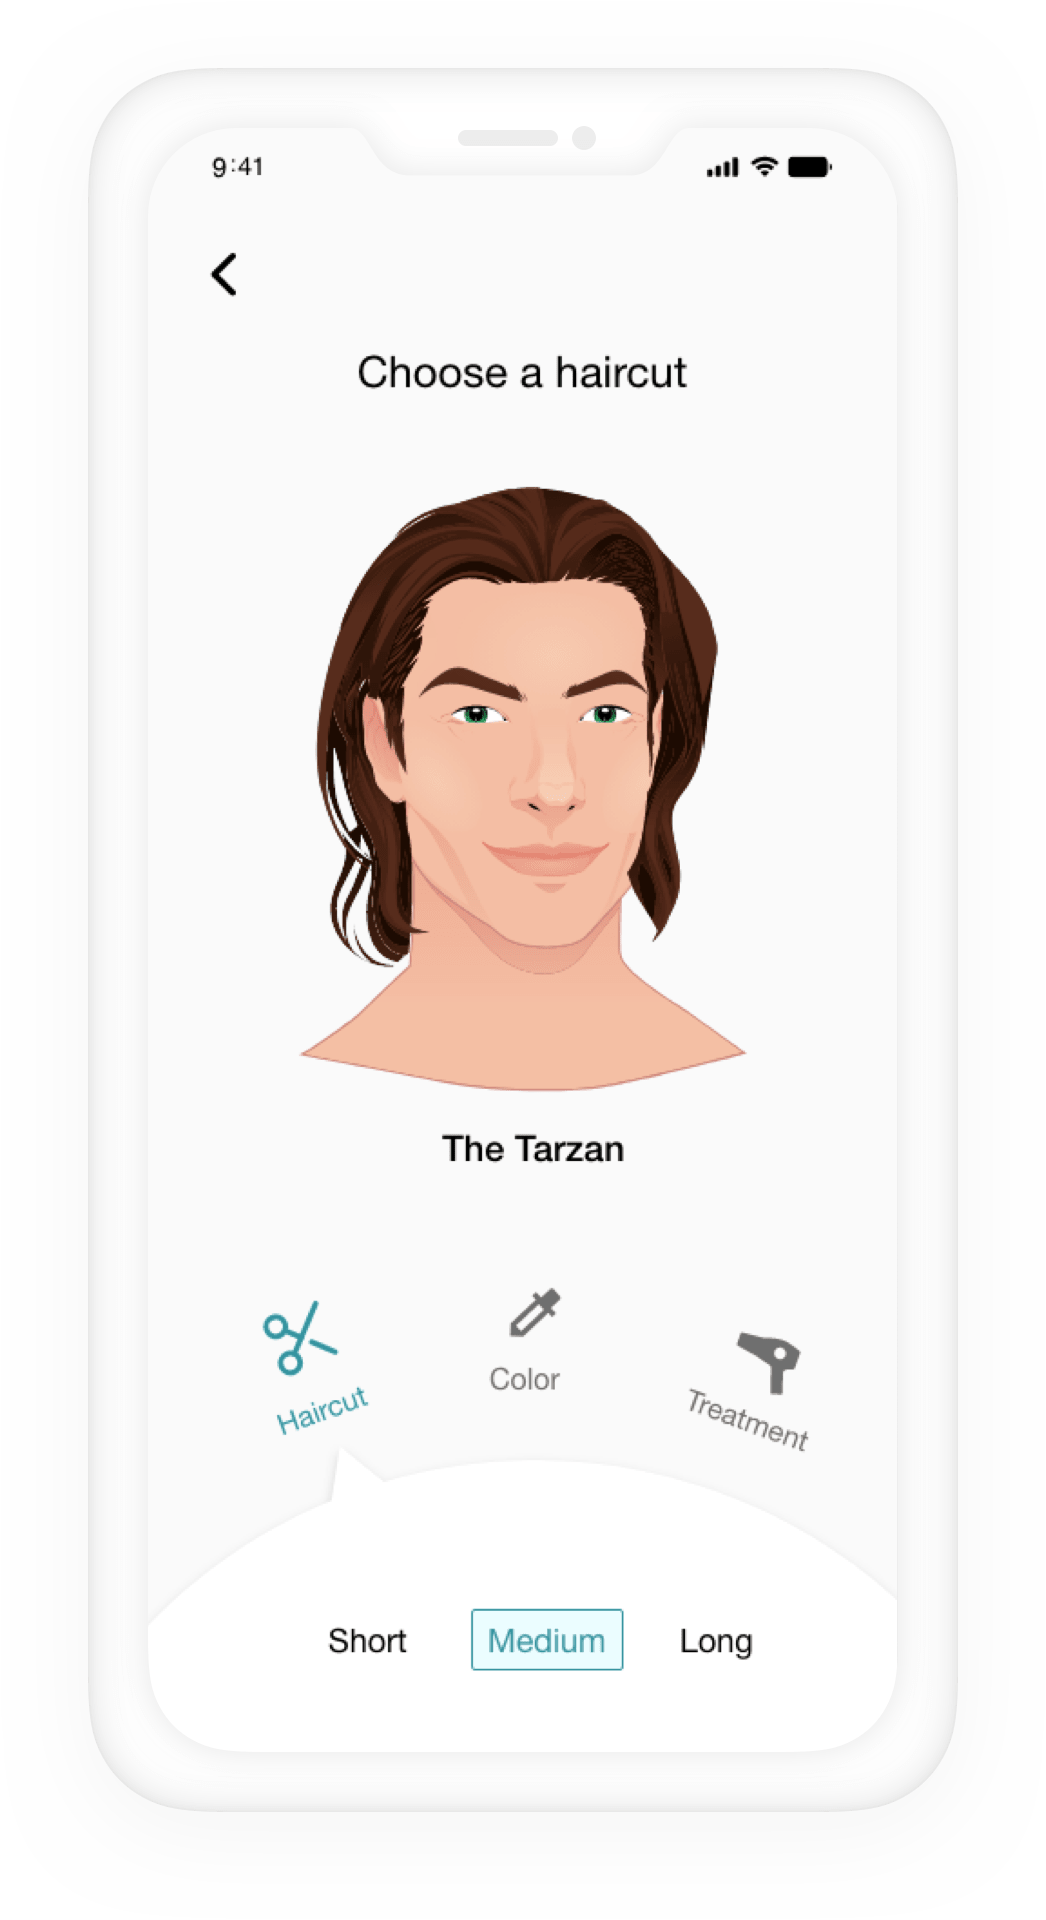 9:41
Choose a haircut
The Tarzan
Haircut
Color
Treatment
Short
Medium
Long